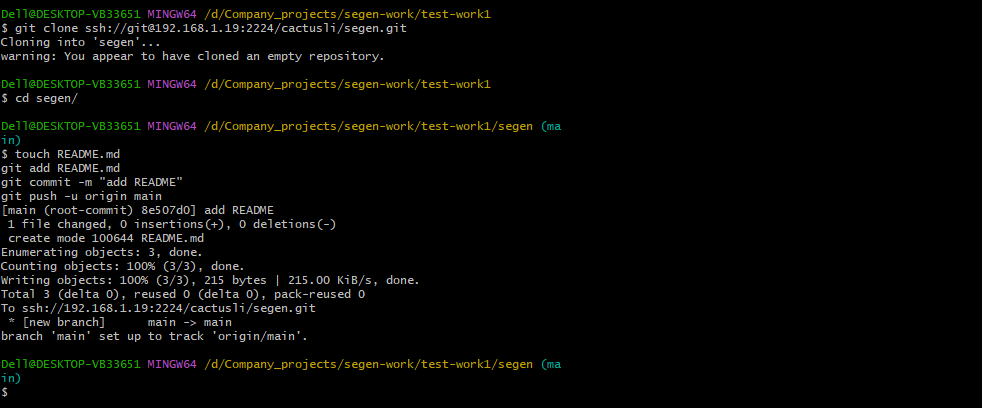 Dell@DESKTOP-VB33651 MINGW64 /d/Company_projects/segen-work/test-work1
$ git clone ssh://git@192.168.1.19:2224/cactusli/segen.git
Cloning into 'segen'...
warning: You appear to have cloned an empty repository.
Dell@DESKTOP-VB33651 MINGW64 /d/Company_projects/segen-work/test-work1
$ cd segen/
Dell@DESKTOP-VB33651 MINGW64 /d/Company_projects/segen-work/test-work1/segen (ma
in)
$ touch README.md
git add README.md
git commit -m "add README"
git push -u origin main
[main (root-commit) 8e507d0] add README
 1 file changed, 0 insertions(+), 0 deletions(-)
 create mode 100644 README.md
Enumerating objects: 3, done.
Counting objects: 100% (3/3), done.
Writing objects: 100% (3/3), 215 bytes | 215.00 KiB/s, done.
Total 3 (delta 0), reused 0 (delta 0), pack-reused 0
To ssh://192.168.1.19:2224/cactusli/segen.git
 * [new branch]      main -> main
branch 'main' set up to track 'origin/main'.
Dell@DESKTOP-VB33651 MINGW64 /d/Company_projects/segen-work/test-work1/segen (ma
in)
$